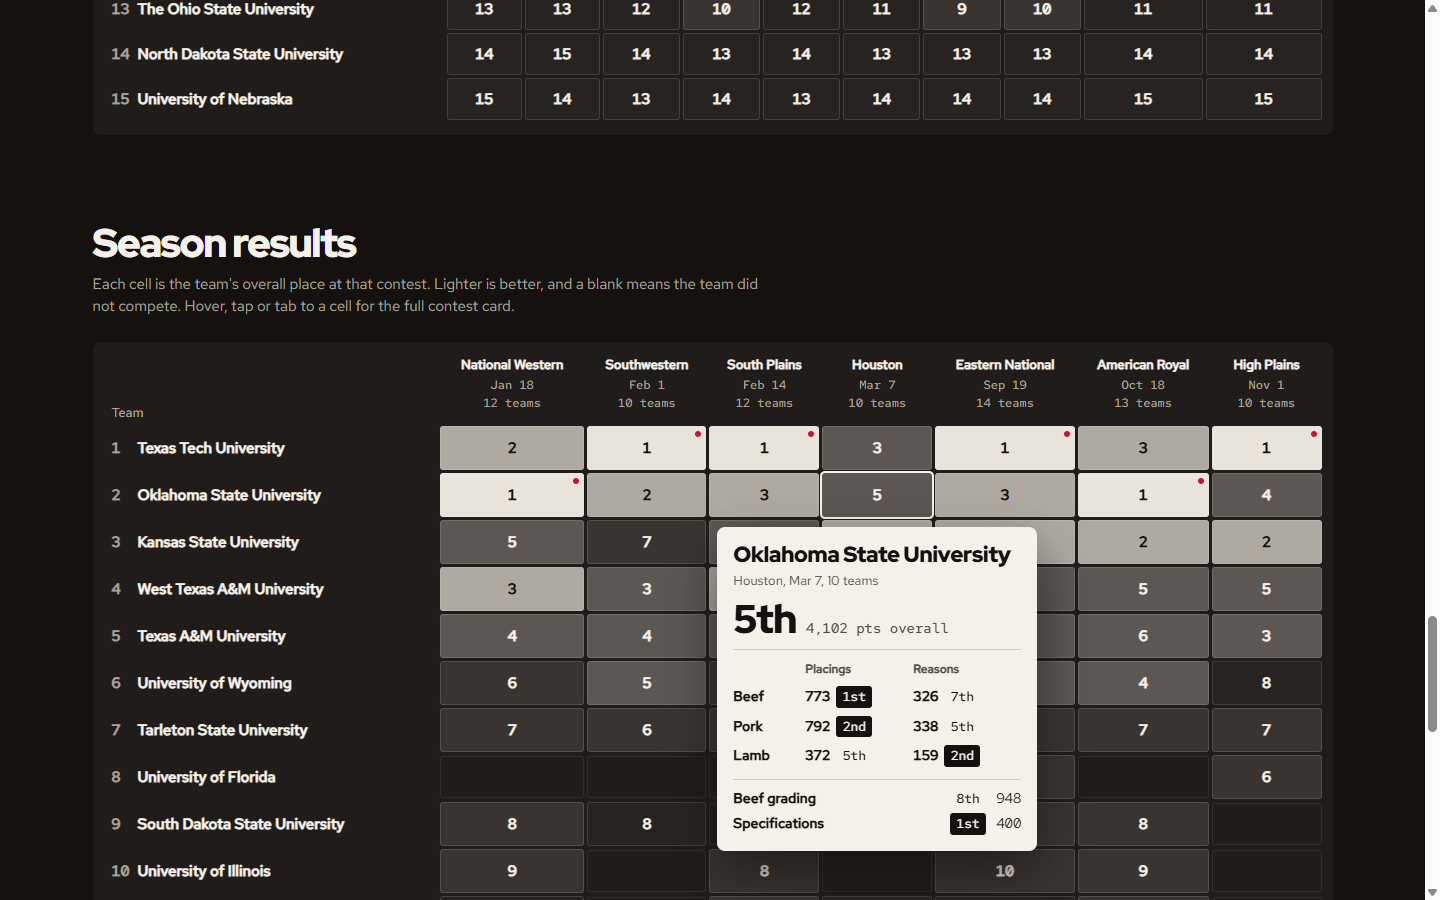 13 The Ohio State University 13 13 12 10 12 11 9 10 11 11
14 North Dakota State University 14 15 14 13 14 13 13 13 14 14
15 University of Nebraska 15 14 13 14 13 14 14 14 15 15
Season results
Each cell is the team's overall place at that contest. Lighter is better, and a blank means the team did
not compete. Hover, tap or tab to a cell for the full contest card.
National Western Southwestern South Plains Houston Eastern National American Royal High Plains
Jan 18 Feb 1 Feb 14 Mar 7 Sep 19 Oct 18 Nov 1
12 teams 10 teams 12 teams 10 teams 14 teams 13 teams 10 teams
Team
1 Texas Tech University 2 1 1 3 1 3 1
2 Oklahoma State University 1 2 3 5 3 1 4
3 Kansas State University 5 7 2 2
4 West Texas A&M University 3 3 5 5
5 Texas A&M University 4 4 6 3
6 University of Wyoming 6 5 4 8
7 Tarleton State University 7 6 7 7
8 University of Florida 6
9 South Dakota State University 8 8 8
10 University of Illinois 9 8 10 9
Oklahoma State University
Houston, Mar 7, 10 teams
5th 4,102 pts overall
Placings Reasons
Beef 773 1st 326 7th
Pork 792 2nd 338 5th
Lamb 372 5th 159 2nd
Beef grading 8th 948
Specifications 1st 400